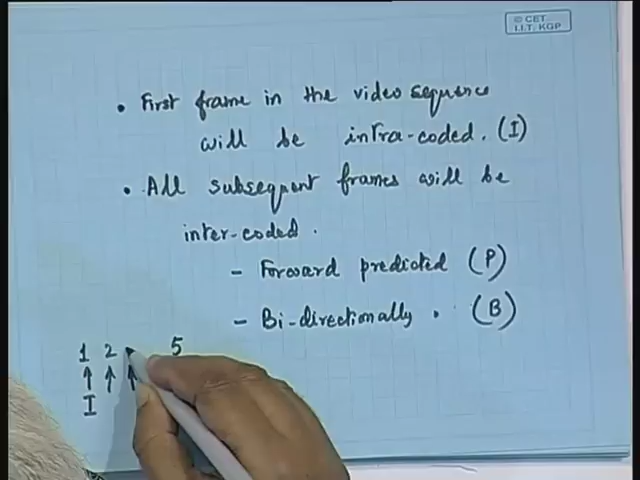 © CET
I.I.T. KGP
• First frame in the video sequence
will be intra-coded. (I)
• All subsequent frames will be
inter-coded.
- Forward predicted (P)
- Bi-directionally . (B)
1 2 5
↑ ↑ ↑
I